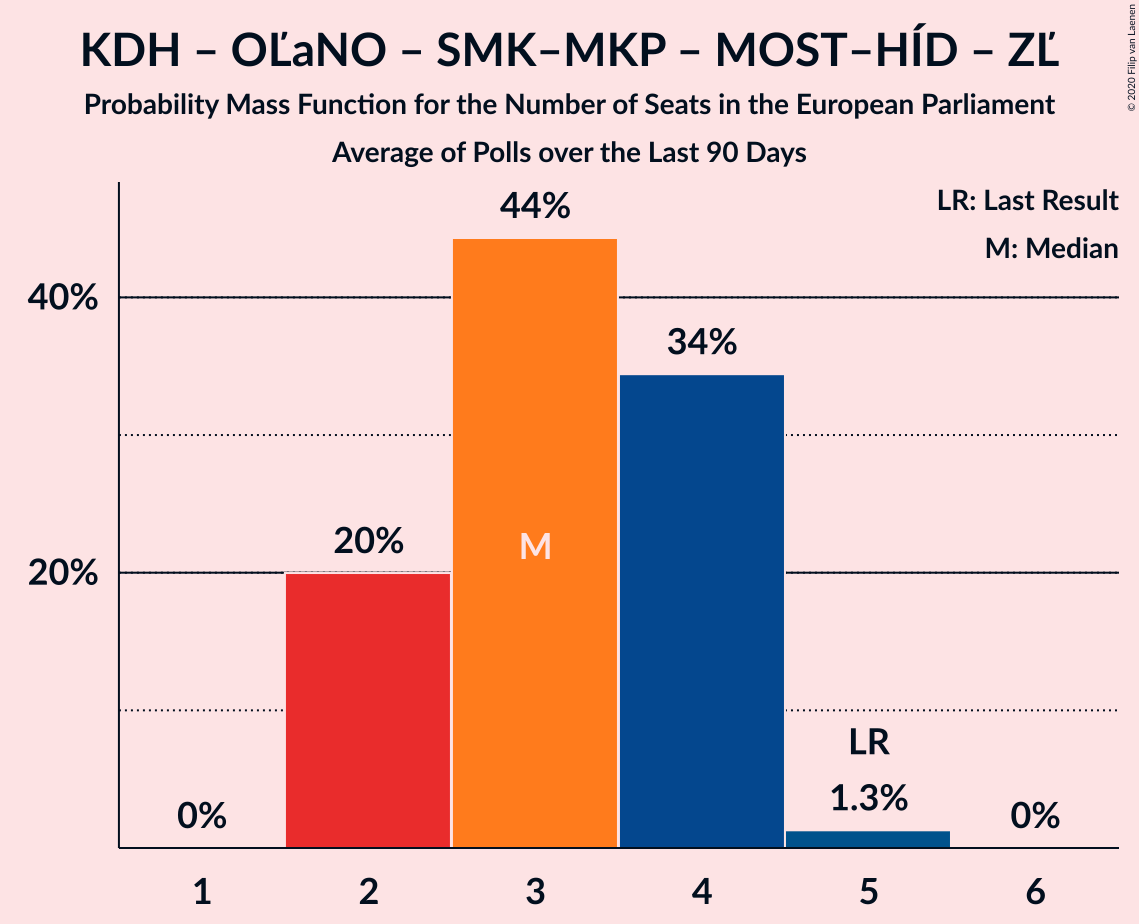 KDH – OĽaNO – SMK–MKP – MOST–HÍD – ZĽ
Probability Mass Function for the Number of Seats in the European Parliament
Average of Polls over the Last 90 Days
© 2020 Filip van Laenen
LR: Last Result
M: Median
44%
40%
34%
20%
M
20%
LR
1.3%
0%
0%
1 2 3 4 5 6